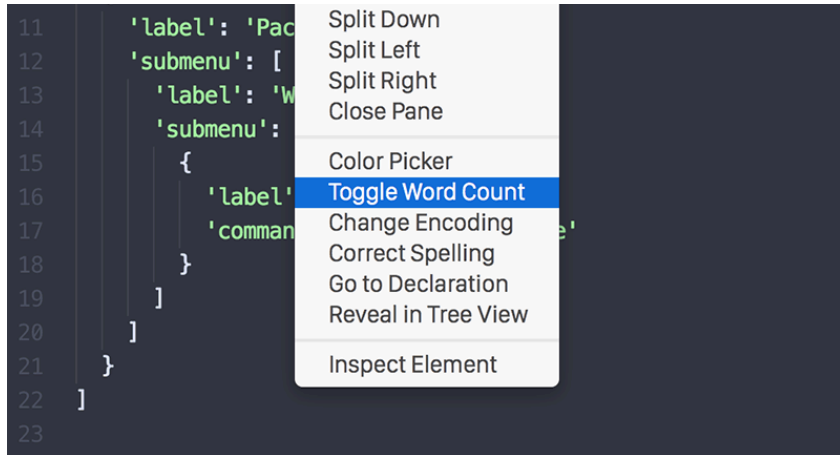 11 'label': 'Pac
12 'submenu': [
13 'label': 'W
14 'submenu':
15 {
16 'label'
17 'comman e'
18 }
19 ]
20 ]
21 }
22 ]
23
Split Down
Split Left
Split Right
Close Pane
Color Picker
Toggle Word Count
Change Encoding
Correct Spelling
Go to Declaration
Reveal in Tree View
Inspect Element